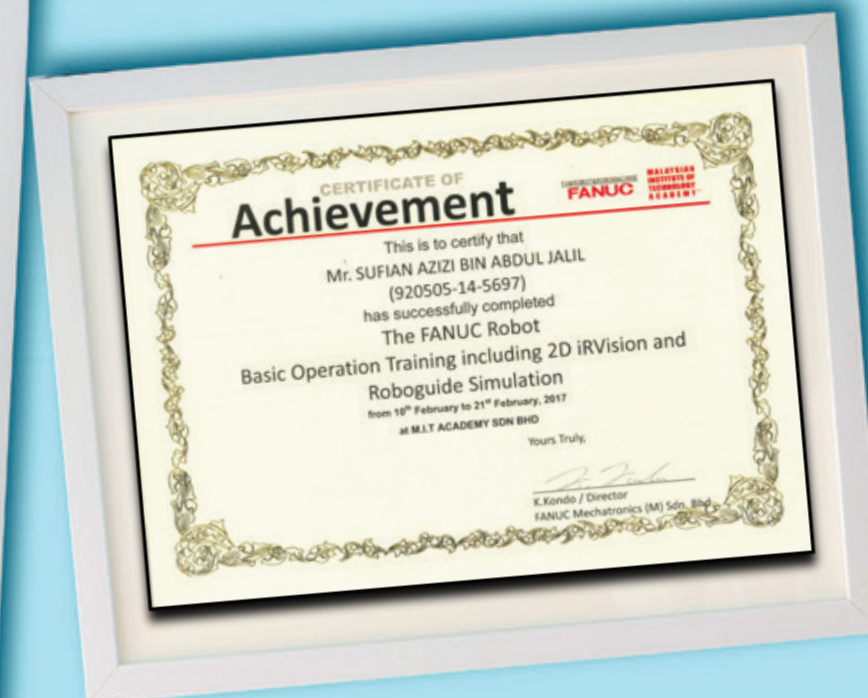 CERTIFICATE OF
Achievement
FANUC
MALAYSIAN
INSTITUTE OF
TECHNOLOGY
ACADEMY
This is to certify that
Mr. SUFIAN AZIZI BIN ABDUL JALIL
(920505-14-5697)
has successfully completed
The FANUC Robot
Basic Operation Training including 2D iRVision and
Roboguide Simulation
from 10th February to 21st February, 2017
at M.I.T ACADEMY SDN BHD
Yours Truly,
K.Kondo / Director
FANUC Mechatronics (M) Sdn. Bhd.